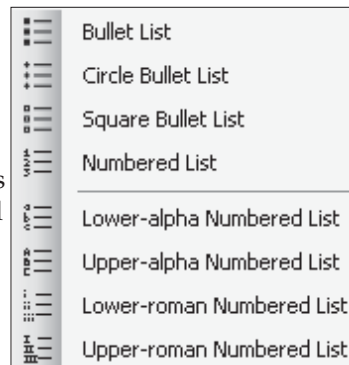 Bullet List
Circle Bullet List
Square Bullet List
Numbered List
Lower-alpha Numbered List
Upper-alpha Numbered List
Lower-roman Numbered List
Upper-roman Numbered List